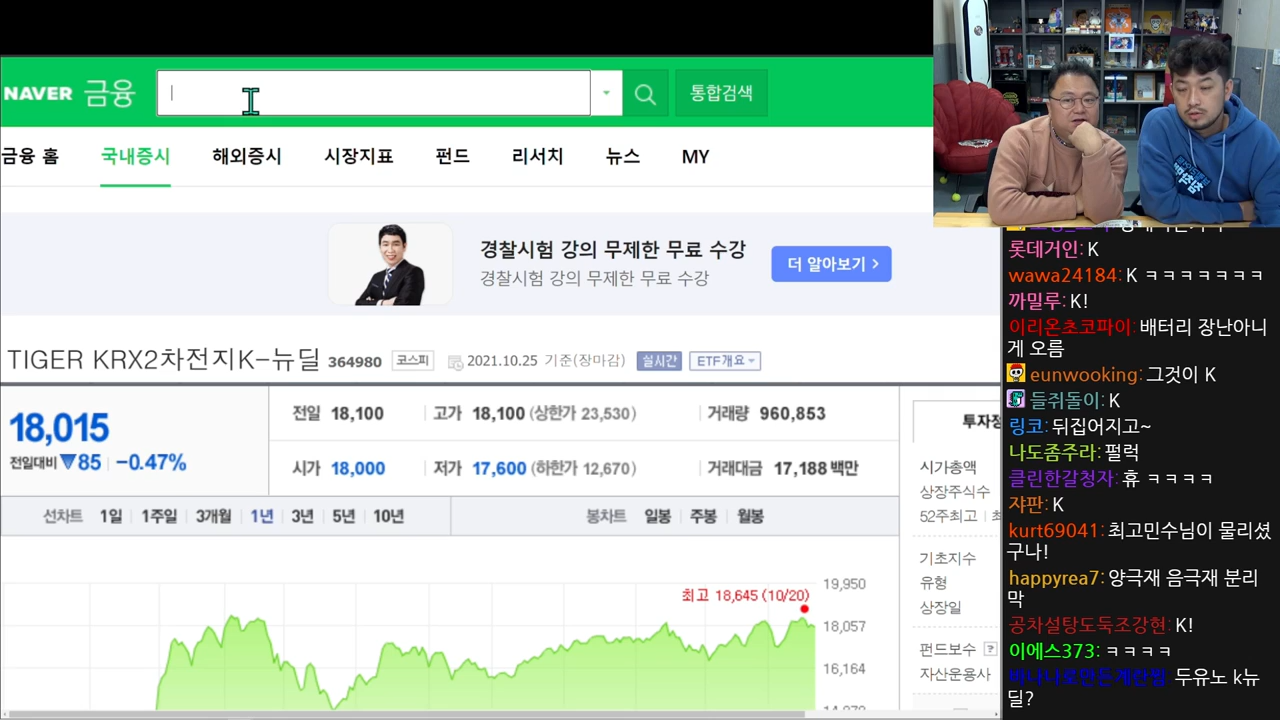 NAVER 금융
통합검색
금융 홈 국내증시 해외증시 시장지표 펀드 리서치 뉴스 MY
경찰시험 강의 무제한 무료 수강
경찰시험 강의 무제한 무료 수강
더 알아보기 >
TIGER KRX2차전지K-뉴딜 364980 코스피 2021.10.25 기준(장마감) 실시간 ETF개요
18,015
전일대비 ▼85 -0.47%
전일 18,100 고가 18,100 (상한가 23,530) 거래량 960,853
시가 18,000 저가 17,600 (하한가 12,670) 거래대금 17,188 백만
선차트 1일 1주일 3개월 1년 3년 5년 10년 봉차트 일봉 주봉 월봉
최고 18,645 (10/20)
19,950
18,057
16,164
시가총액
상장주식수
52주최고
기초지수
유형
상장일
펀드보수 ?
자산운용사
롯데거인: K
wawa24184: K ㅋㅋㅋㅋㅋㅋㅋ
까밀루: K!
이리온초코파이: 배터리 장난아니
게 오름
eunwooking: 그것이 K
들쥐돌이: K
링코: 뒤집어지고~
나도좀주라: 펄럭
클린한갈청자: 휴 ㅋㅋㅋㅋ
쟈판: K
kurt69041: 최고민수님이 물리셨
구나!
happyrea7: 양극재 음극재 분리
막
공차설탕도둑조강현: K!
이에스373: ㅋㅋㅋㅋ
바나나로만든계란찜: 두유노 k뉴
딜?